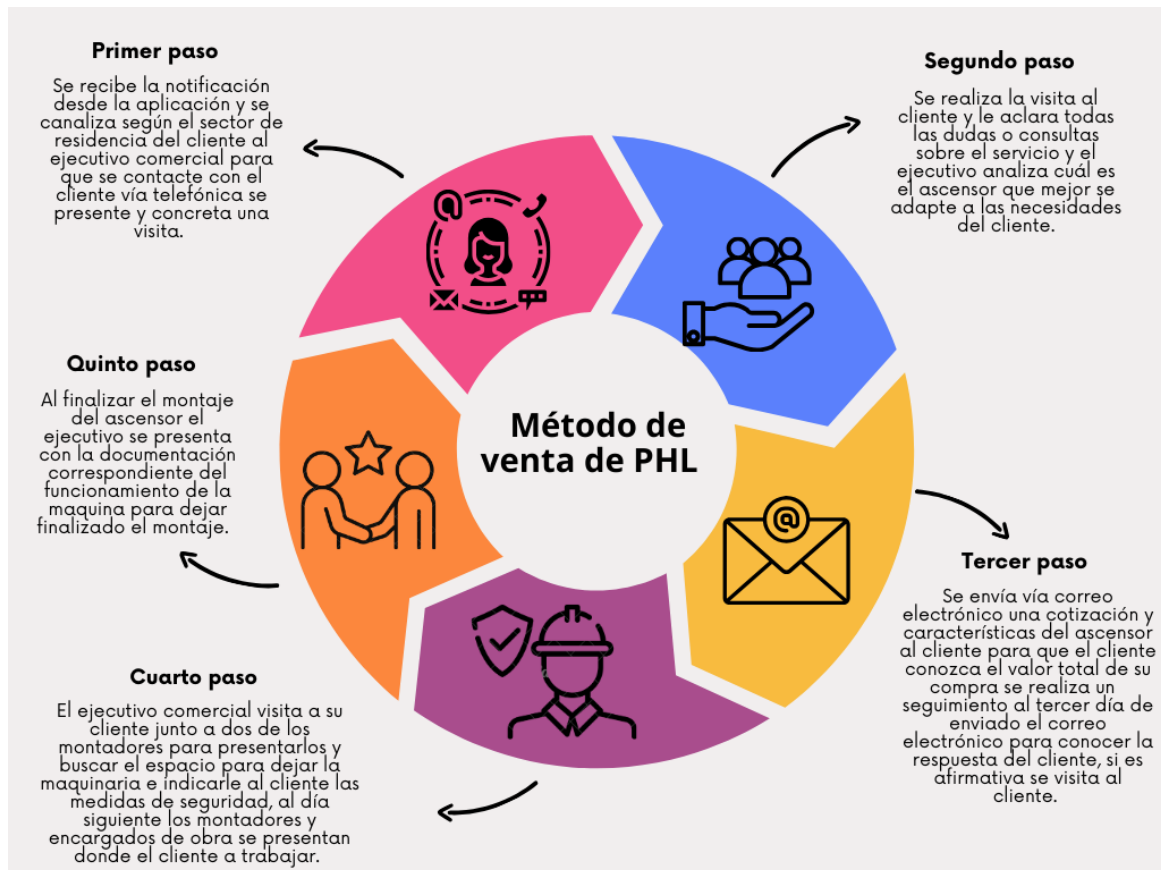 Primer paso
Se recibe la notificación
desde la aplicación y se
canaliza según el sector de
residencia del cliente al
ejecutivo comercial para
que se contacte con el
cliente vía telefónica se
presente y concreta una
visita.
Segundo paso
Se realiza la visita al
cliente y le aclara todas
las dudas o consultas
sobre el servicio y el
ejecutivo analiza cuál es
el ascensor que mejor se
adapte a las necesidades
del cliente.
Método de
venta de PHL
Tercer paso
Se envía vía correo
electrónico una cotización y
características del ascensor
al cliente para que el cliente
conozca el valor total de su
compra se realiza un
seguimiento al tercer día de
enviado el correo
electrónico para conocer la
respuesta del cliente, si es
afirmativa se visita al
cliente.
Cuarto paso
El ejecutivo comercial visita a su
cliente junto a dos de los
montadores para presentarlos y
buscar el espacio para dejar la
maquinaria e indicarle al cliente las
medidas de seguridad, al día
siguiente los montadores y
encargados de obra se presentan
donde el cliente a trabajar.
Quinto paso
Al finalizar el montaje
del ascensor el
ejecutivo se presenta
con la documentación
correspondiente del
funcionamiento de la
maquina para dejar
finalizado el montaje.